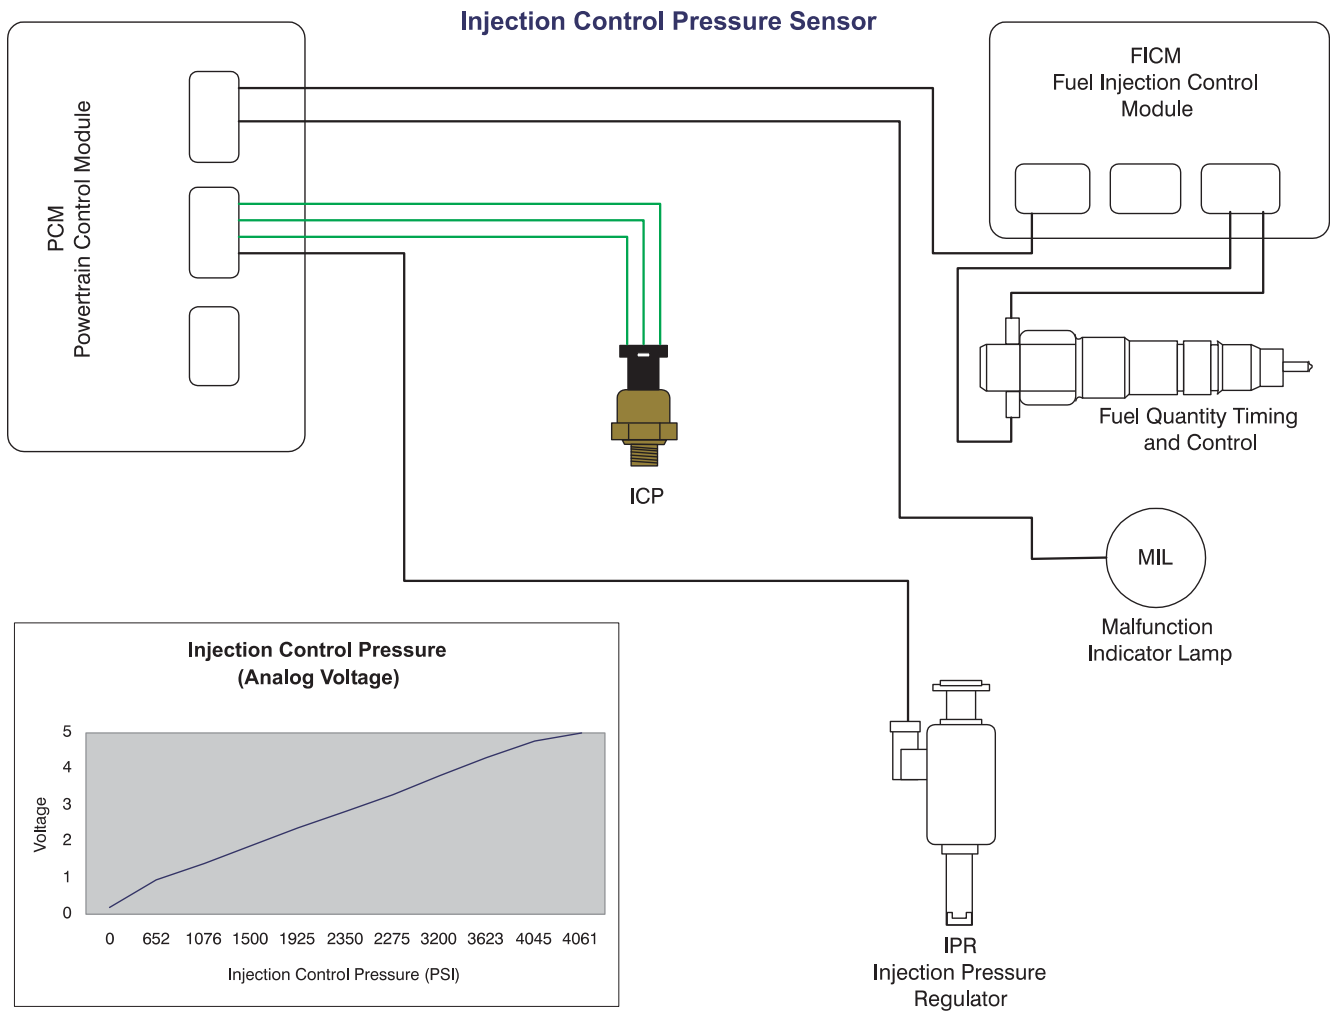 Injection Control Pressure Sensor
PCM
Powertrain Control Module
FICM
Fuel Injection Control
Module
Fuel Quantity Timing
and Control
ICP
MIL
Malfunction
Indicator Lamp
IPR
Injection Pressure
Regulator
Injection Control Pressure
(Analog Voltage)
Voltage
5
4
3
2
1
0
0 652 1076 1500 1925 2350 2275 3200 3623 4045 4061
Injection Control Pressure (PSI)